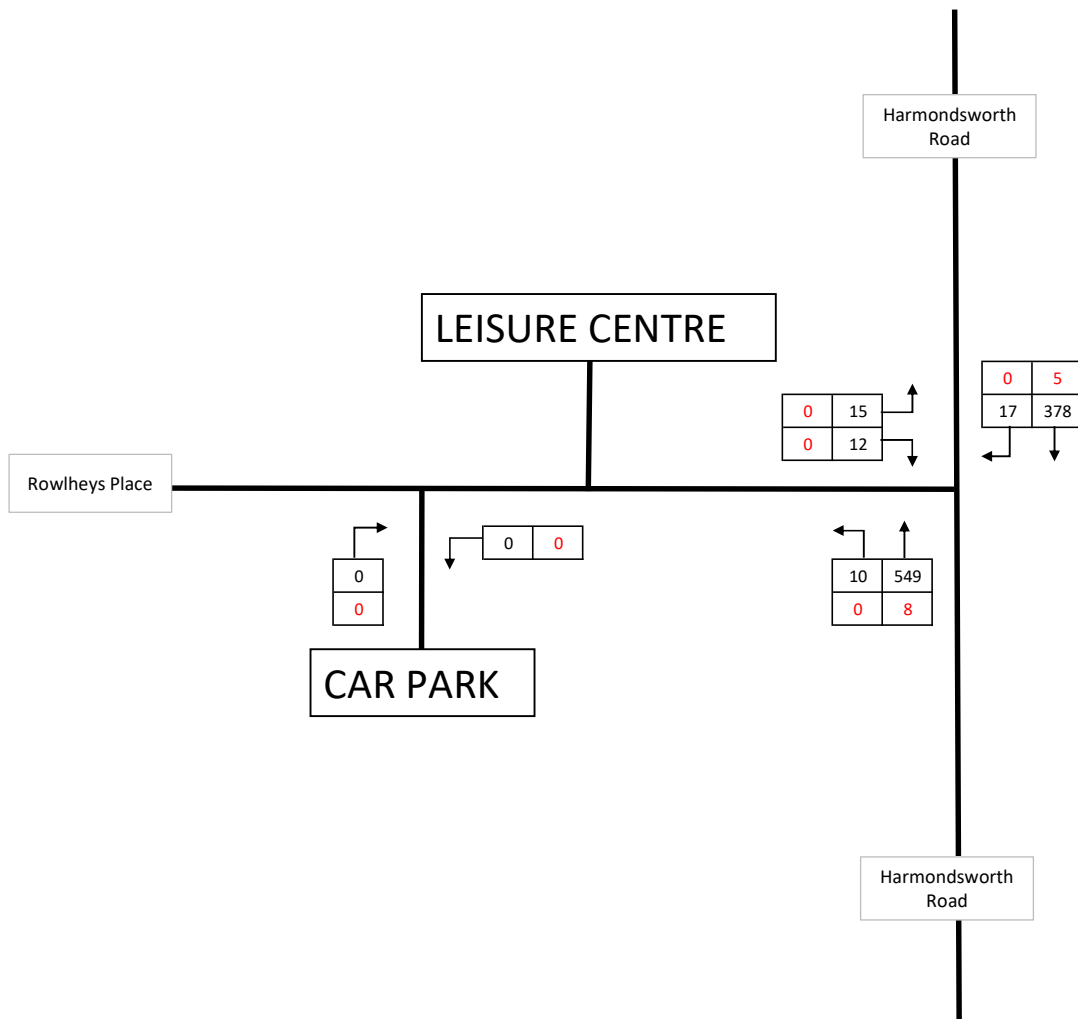 Harmondsworth
Road
LEISURE CENTRE
0 5
17 378
0 15
0 12
Rowlheys Place
0 0
10 549
0 8
0
0
CAR PARK
Harmondsworth
Road